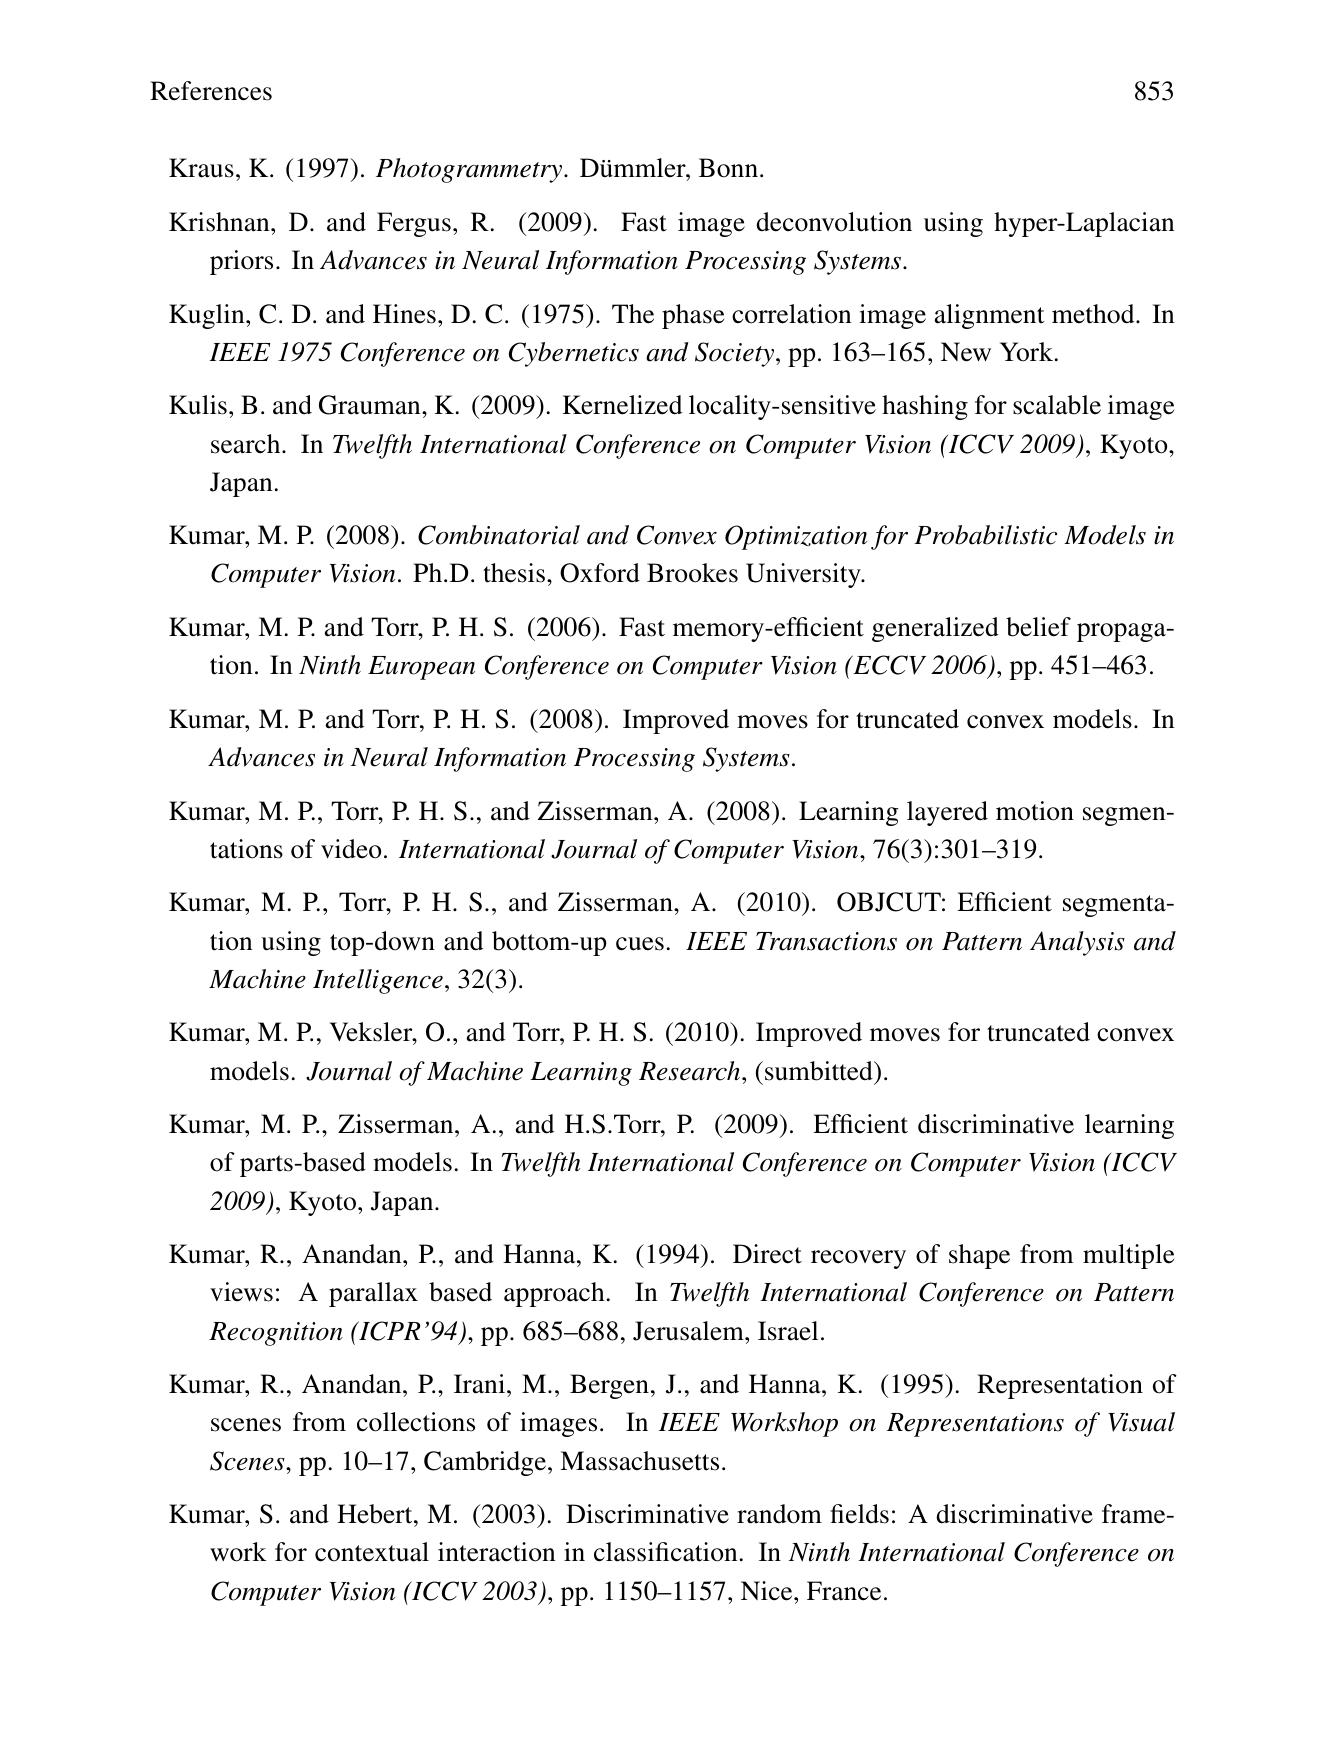 References 853
Kraus, K. (1997). Photogrammetry. Dümmler, Bonn.
Krishnan, D. and Fergus, R. (2009). Fast image deconvolution using hyper-Laplacian
priors. In Advances in Neural Information Processing Systems.
Kuglin, C. D. and Hines, D. C. (1975). The phase correlation image alignment method. In
IEEE 1975 Conference on Cybernetics and Society, pp. 163–165, New York.
Kulis, B. and Grauman, K. (2009). Kernelized locality-sensitive hashing for scalable image
search. In Twelfth International Conference on Computer Vision (ICCV 2009), Kyoto,
Japan.
Kumar, M. P. (2008). Combinatorial and Convex Optimization for Probabilistic Models in
Computer Vision. Ph.D. thesis, Oxford Brookes University.
Kumar, M. P. and Torr, P. H. S. (2006). Fast memory-efficient generalized belief propaga-
tion. In Ninth European Conference on Computer Vision (ECCV 2006), pp. 451–463.
Kumar, M. P. and Torr, P. H. S. (2008). Improved moves for truncated convex models. In
Advances in Neural Information Processing Systems.
Kumar, M. P., Torr, P. H. S., and Zisserman, A. (2008). Learning layered motion segmen-
tations of video. International Journal of Computer Vision, 76(3):301–319.
Kumar, M. P., Torr, P. H. S., and Zisserman, A. (2010). OBJCUT: Efficient segmenta-
tion using top-down and bottom-up cues. IEEE Transactions on Pattern Analysis and
Machine Intelligence, 32(3).
Kumar, M. P., Veksler, O., and Torr, P. H. S. (2010). Improved moves for truncated convex
models. Journal of Machine Learning Research, (sumbitted).
Kumar, M. P., Zisserman, A., and H.S.Torr, P. (2009). Efficient discriminative learning
of parts-based models. In Twelfth International Conference on Computer Vision (ICCV
2009), Kyoto, Japan.
Kumar, R., Anandan, P., and Hanna, K. (1994). Direct recovery of shape from multiple
views: A parallax based approach. In Twelfth International Conference on Pattern
Recognition (ICPR’94), pp. 685–688, Jerusalem, Israel.
Kumar, R., Anandan, P., Irani, M., Bergen, J., and Hanna, K. (1995). Representation of
scenes from collections of images. In IEEE Workshop on Representations of Visual
Scenes, pp. 10–17, Cambridge, Massachusetts.
Kumar, S. and Hebert, M. (2003). Discriminative random fields: A discriminative frame-
work for contextual interaction in classification. In Ninth International Conference on
Computer Vision (ICCV 2003), pp. 1150–1157, Nice, France.